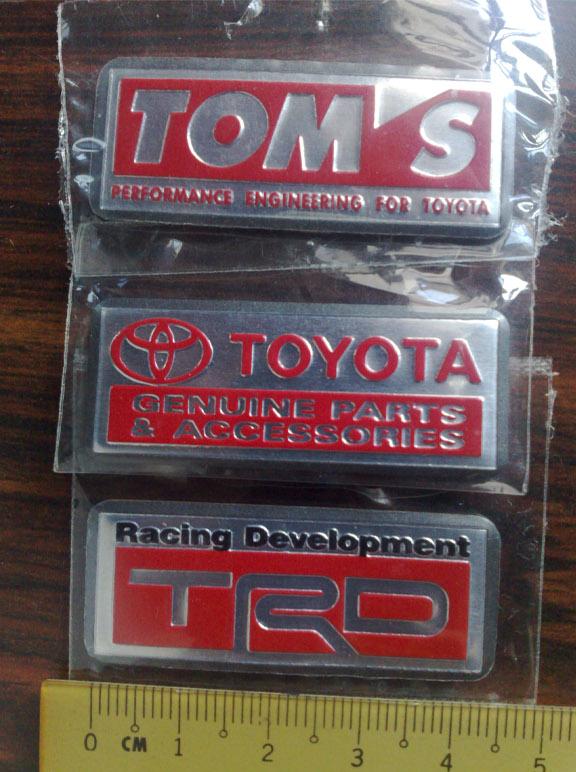 TOM'S
PERFORMANCE ENGINEERING FOR TOYOTA
TOYOTA
GENUINE PARTS
& ACCESSORIES
Racing Development
TRD
0 CM 1 2 3 4 5